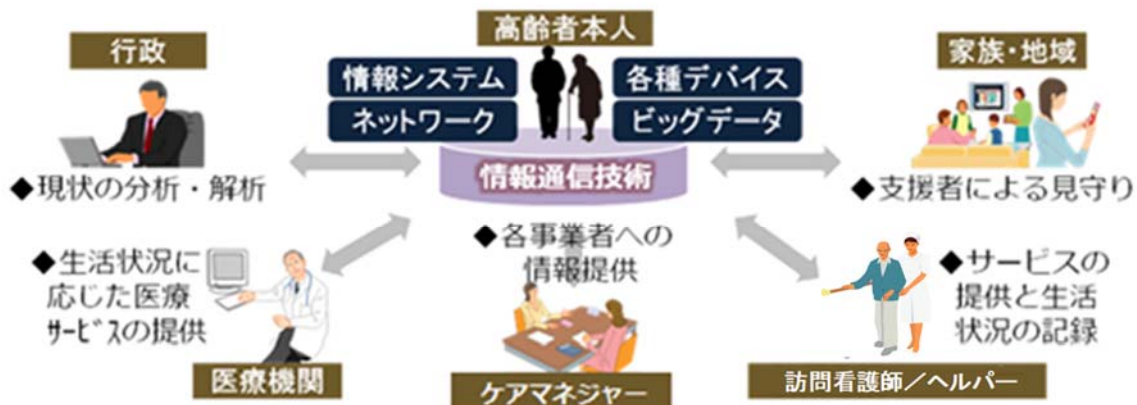 高齢者本人
行政
家族・地域
情報システム
各種デバイス
ネットワーク
ビッグデータ
情報通信技術
◆現状の分析・解析
◆支援者による見守り
◆生活状況に
応じた医療
サービスの提供
◆各事業者への
情報提供
◆サービスの
提供と生活
状況の記録
医療機関
ケアマネジャー
訪問看護師／ヘルパー